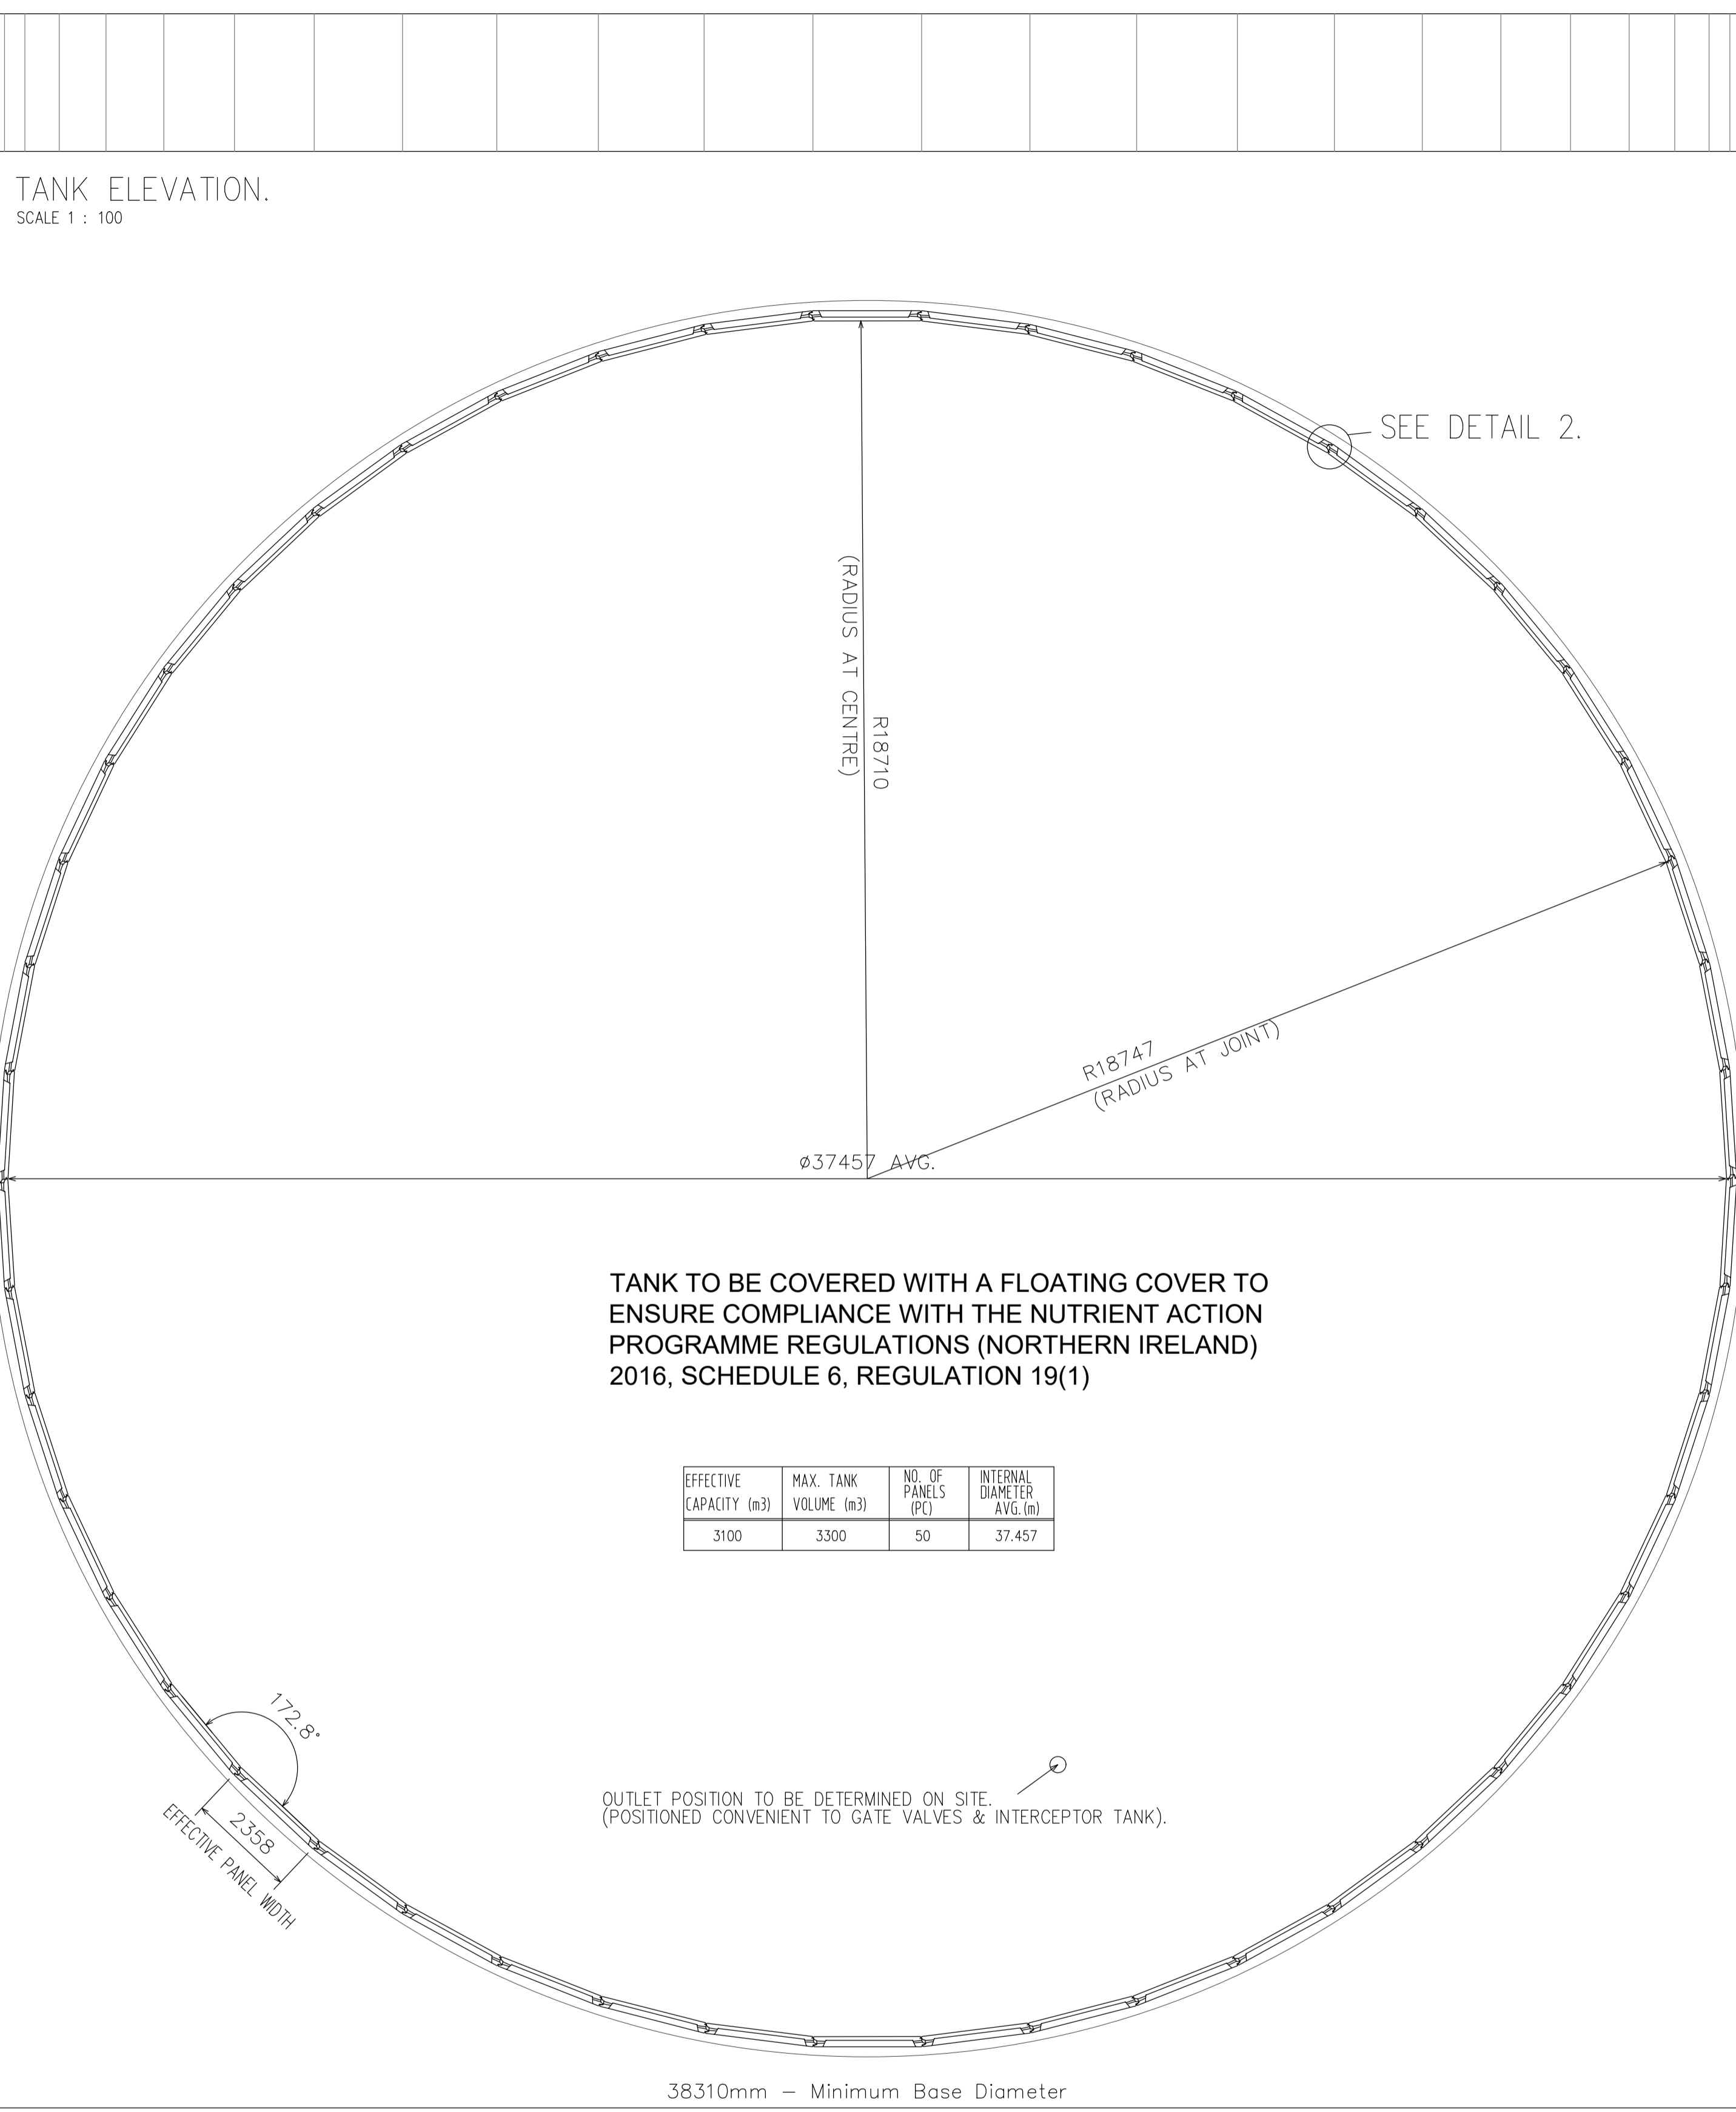 TANK ELEVATION.
SCALE 1 : 100
SEE DETAIL 2.
R18710
(RADIUS AT CENTRE)
R18747
(RADIUS AT JOINT)
ø37457 AVG.
TANK TO BE COVERED WITH A FLOATING COVER TO
ENSURE COMPLIANCE WITH THE NUTRIENT ACTION
PROGRAMME REGULATIONS (NORTHERN IRELAND)
2016, SCHEDULE 6, REGULATION 19(1)
EFFECTIVE
CAPACITY (m3)
MAX. TANK
VOLUME (m3)
NO. OF
PANELS
(PC)
INTERNAL
DIAMETER
AVG.(m)
3100
3300
50
37.457
172.8°
2358
EFFECTIVE PANEL WIDTH
OUTLET POSITION TO BE DETERMINED ON SITE.
(POSITIONED CONVENIENT TO GATE VALVES & INTERCEPTOR TANK).
38310mm – Minimum Base Diameter